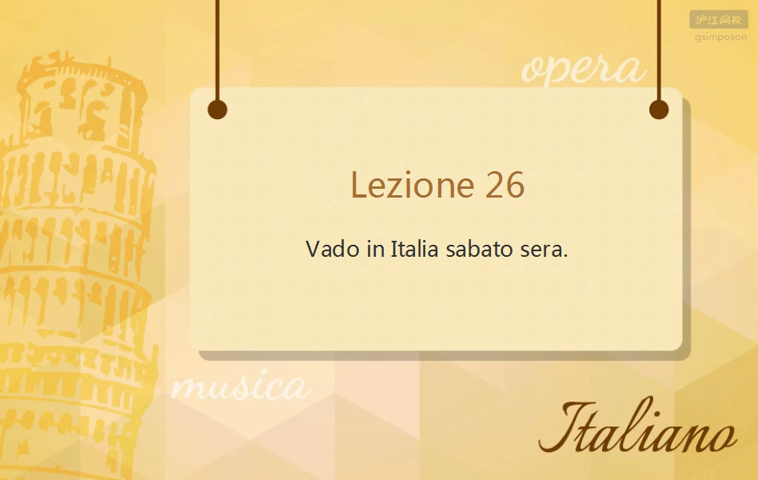 沪江网校
gsimposon
opera
Lezione 26
Vado in Italia sabato sera.
musica
Italiano